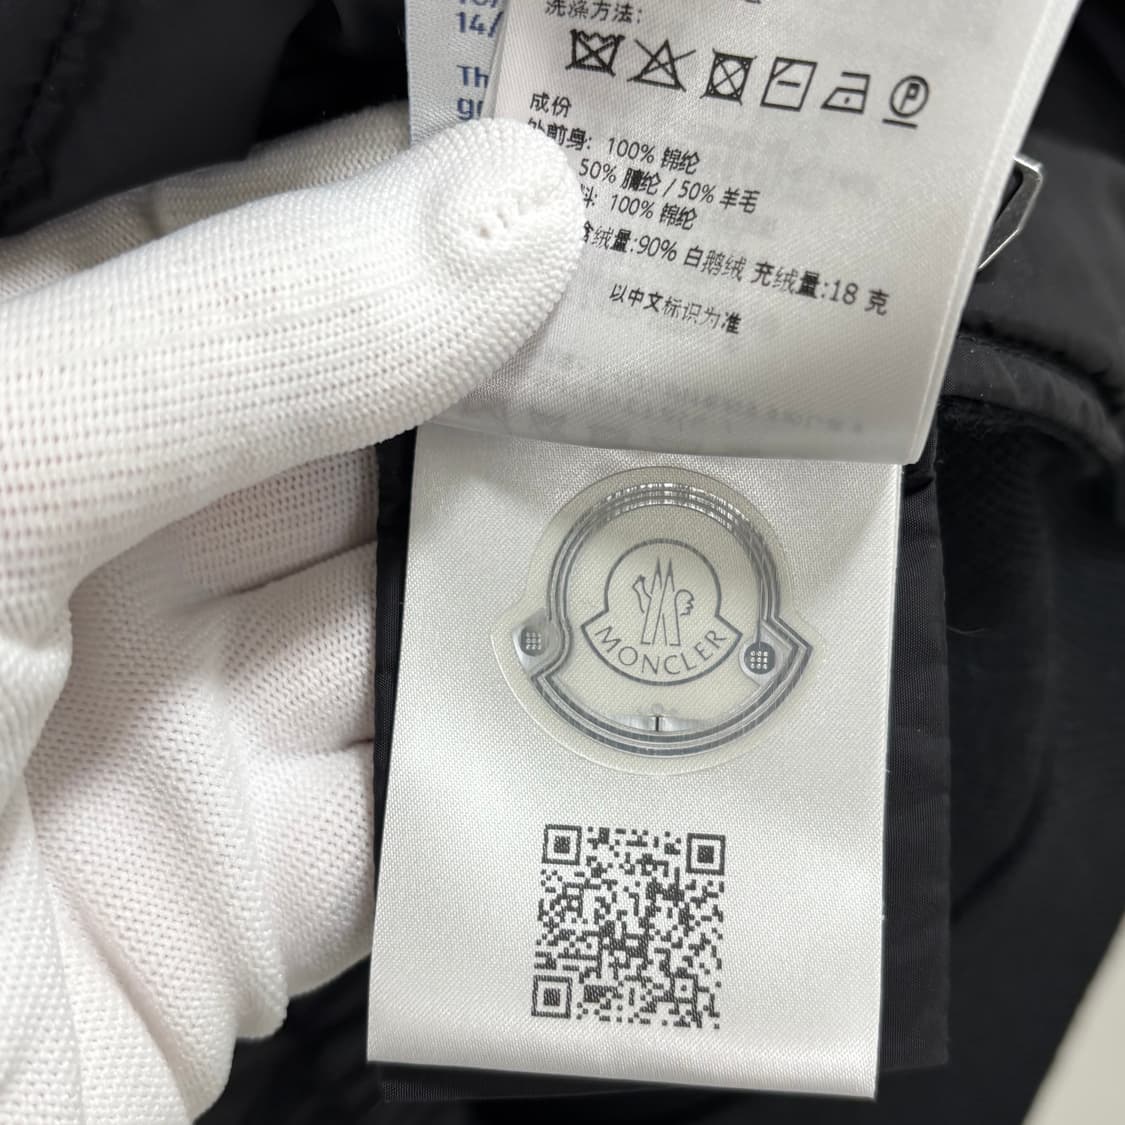 14/
Th
洗涤方法:
P
成份
外前身: 100% 锦纶
50% 腈纶 / 50% 羊毛
料: 100% 锦纶
含绒量:90% 白鹅绒 充绒量:18 克
以中文标识为准
MONCLER